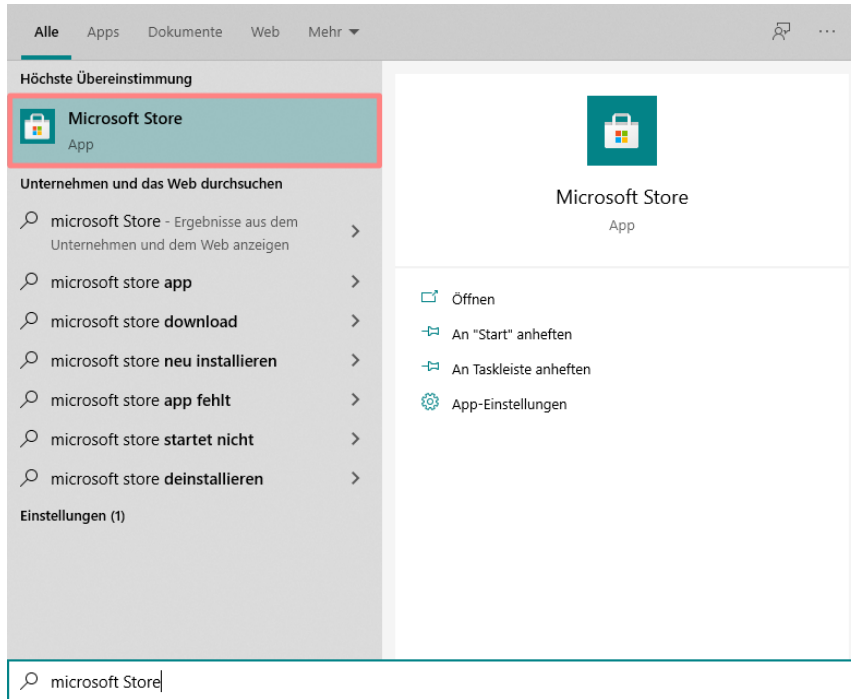 Alle Apps Dokumente Web Mehr
Höchste Übereinstimmung
Microsoft Store
App
Unternehmen und das Web durchsuchen
microsoft Store - Ergebnisse aus dem
Unternehmen und dem Web anzeigen
microsoft store app
microsoft store download
microsoft store neu installieren
microsoft store app fehlt
microsoft store startet nicht
microsoft store deinstallieren
Einstellungen (1)
Microsoft Store
App
Öffnen
An "Start" anheften
An Taskleiste anheften
App-Einstellungen
microsoft Store